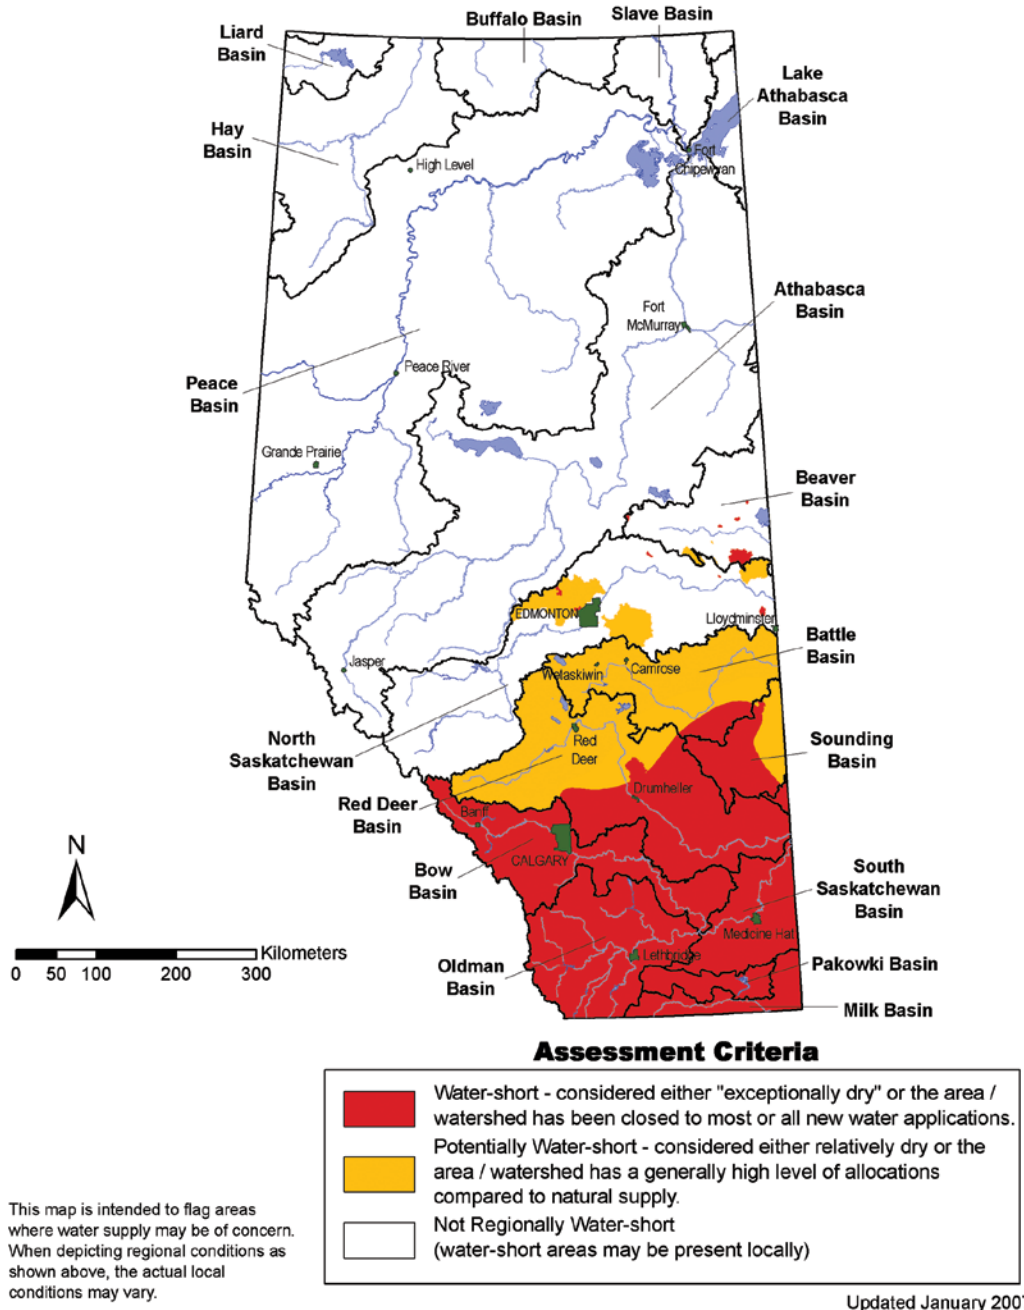 Buffalo Basin
Slave Basin
Liard
Basin
Lake
Athabasca
Basin
Hay
Basin
High Level
Fort
Chipewyan
Athabasca
Basin
Fort
McMurray
Peace River
Peace
Basin
Grande Prairie
Beaver
Basin
EDMONTON
Lloydminster
Battle
Basin
Jasper
Wetaskiwin
Camrose
North
Saskatchewan
Basin
Red
Deer
Sounding
Basin
Red Deer
Basin
Drumheller
Banff
N
CALGARY
Bow
Basin
South
Saskatchewan
Basin
Medicine Hat
Kilometers
0 50 100 200 300
Lethbridge
Oldman
Basin
Pakowki Basin
Milk Basin
Assessment Criteria
Water-short - considered either "exceptionally dry" or the area /
watershed has been closed to most or all new water applications.
Potentially Water-short - considered either relatively dry or the
area / watershed has a generally high level of allocations
compared to natural supply.
Not Regionally Water-short
(water-short areas may be present locally)
This map is intended to flag areas
where water supply may be of concern.
When depicting regional conditions as
shown above, the actual local
conditions may vary.
Updated January 2007